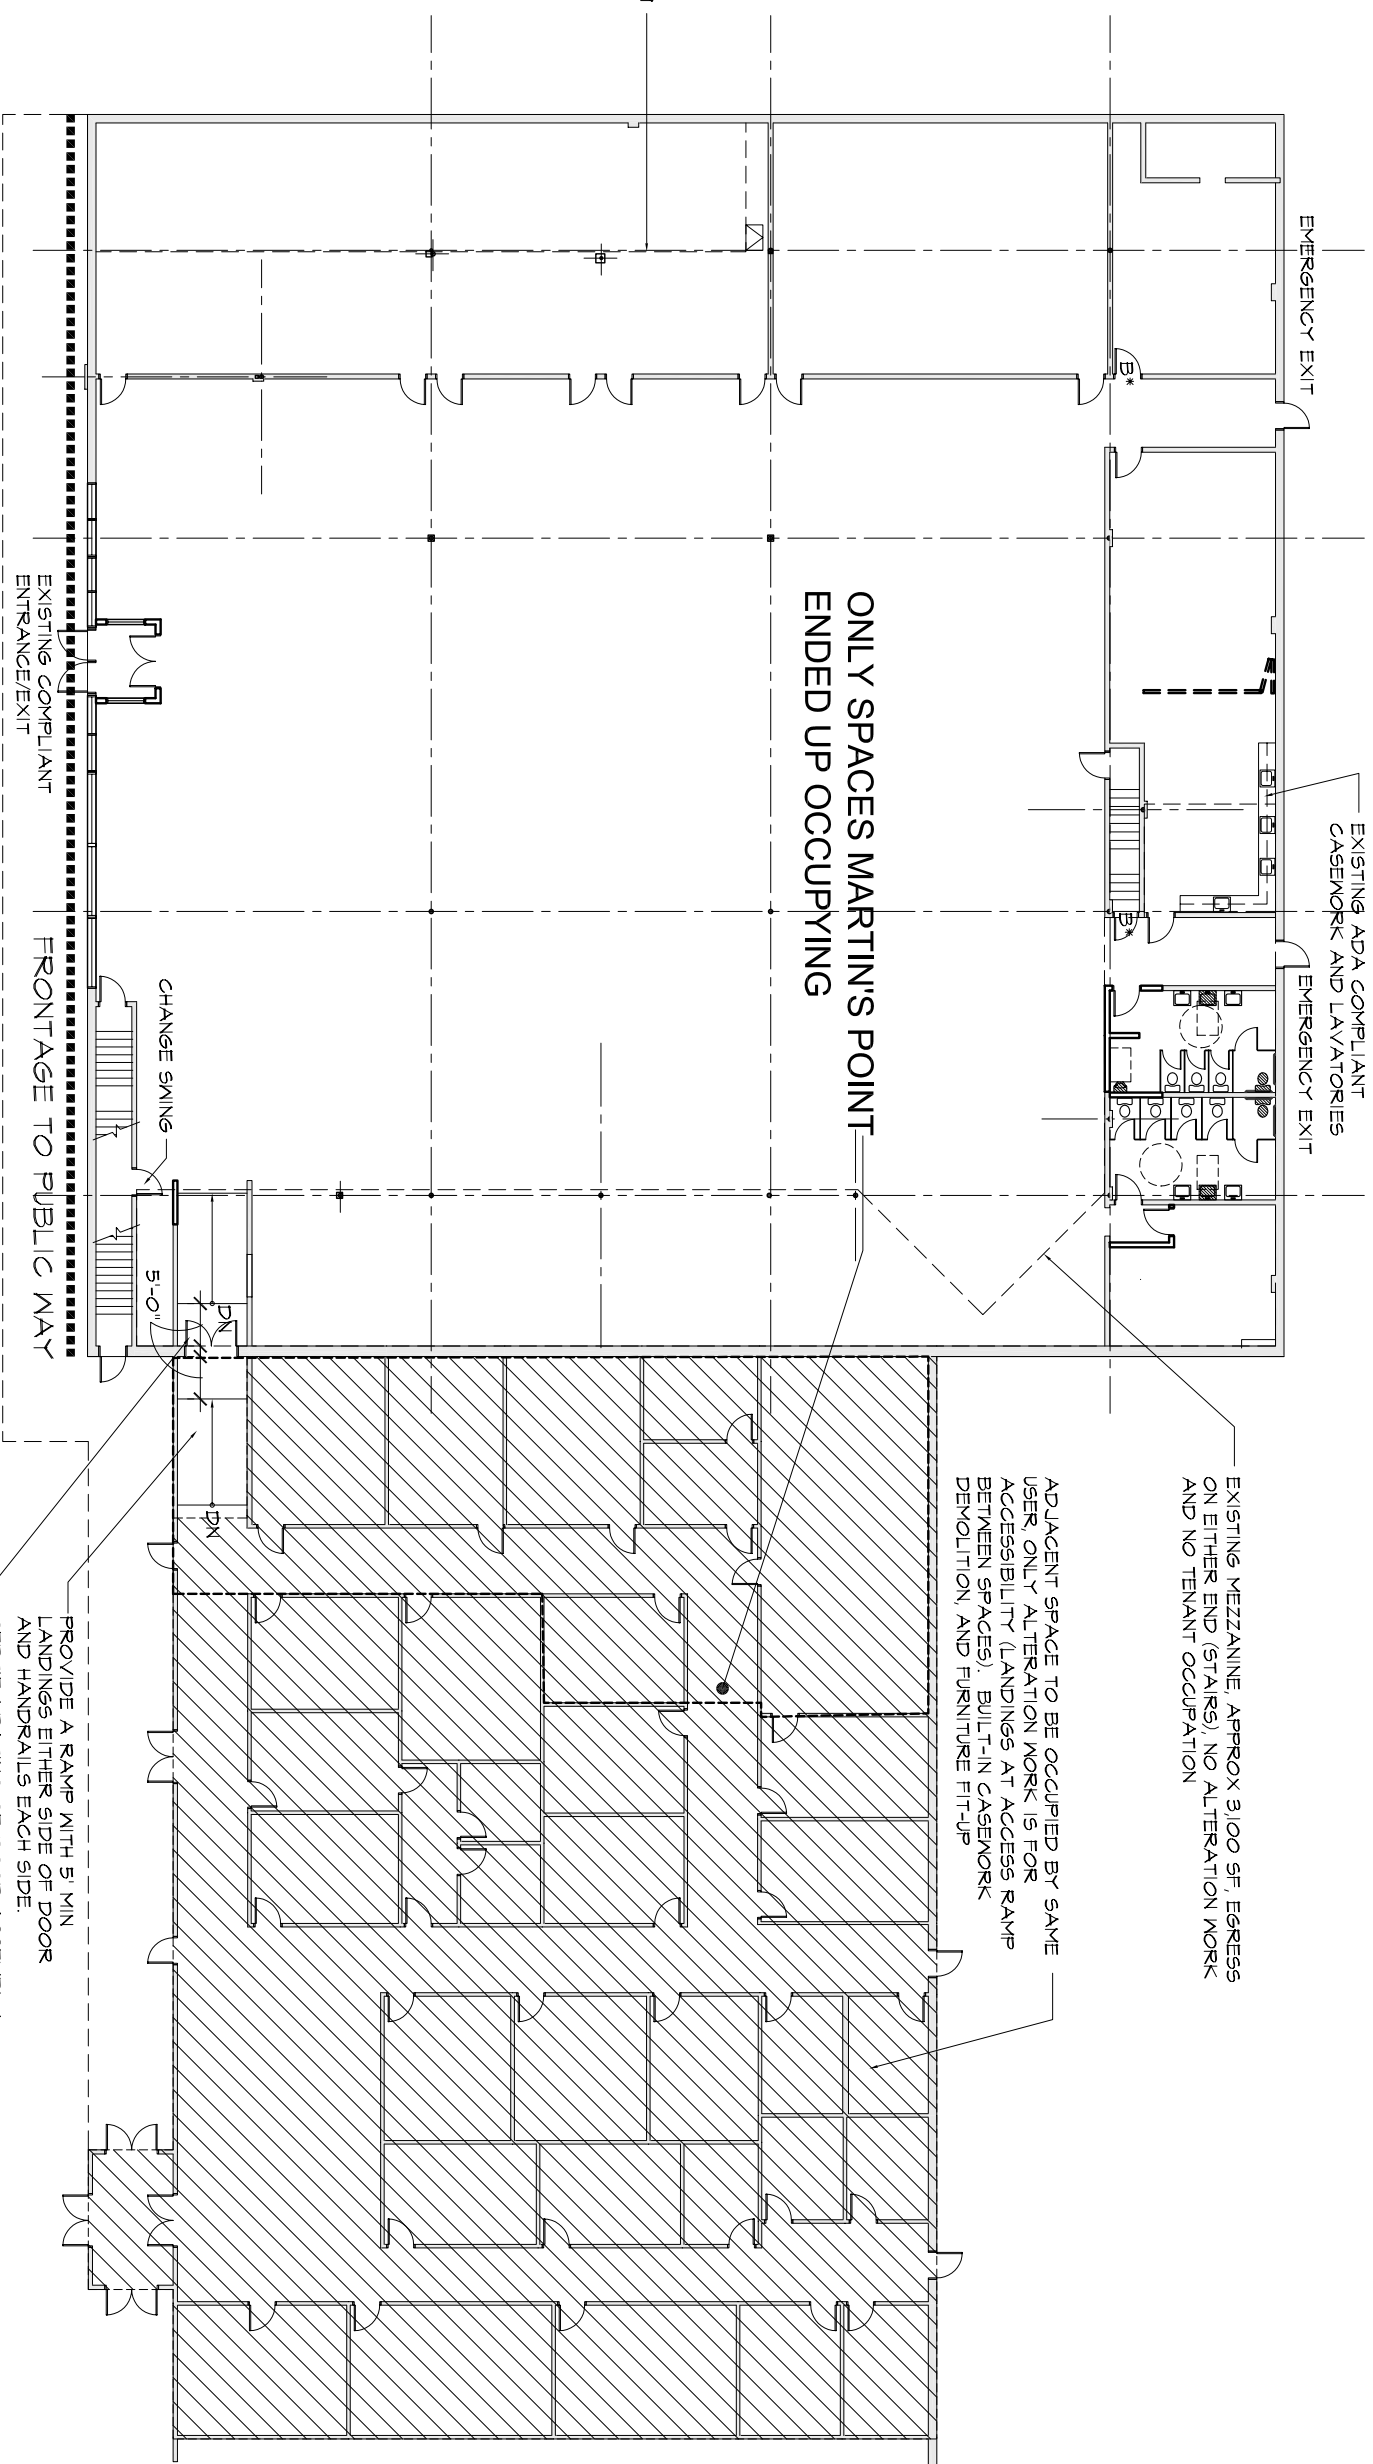 EMERGENCY EXIT
EXISTING ADA COMPLIANT
CASEWORK AND LAVATORIES
EMERGENCY EXIT
B*
B*
ONLY SPACES MARTIN'S POINT
ENDED UP OCCUPYING
EXISTING MEZZANINE, APPROX 3,100 SF, EGRESS
ON EITHER END (STAIRS), NO ALTERATION WORK
AND NO TENANT OCCUPATION
ADJACENT SPACE TO BE OCCUPIED BY SAME
USER, ONLY ALTERATION WORK IS FOR
ACCESSIBILITY (LANDINGS AT ACCESS RAMP
BETWEEN SPACES). BUILT-IN CASEWORK
DEMOLITION, AND FURNITURE FIT-UP
CHANGE SWING
5'-0"
DN
DN
EXISTING COMPLIANT
ENTRANCE/EXIT
FRONTAGE TO PUBLIC WAY
PROVIDE A RAMP WITH 5' MIN
LANDINGS EITHER SIDE OF DOOR
AND HANDRAILS EACH SIDE.